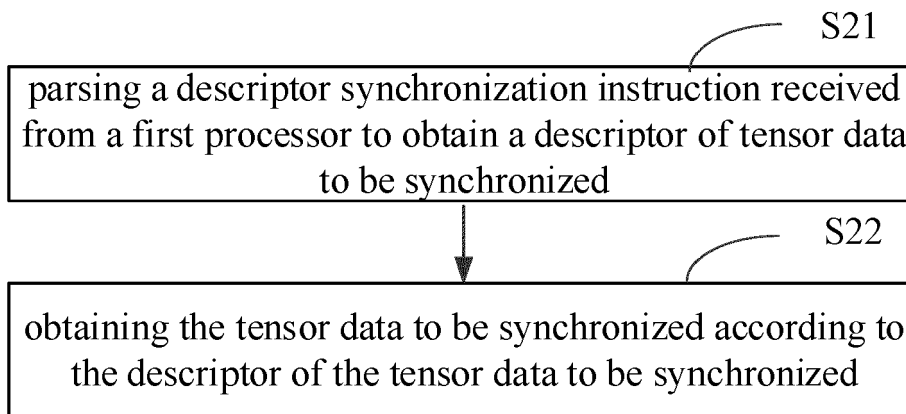 S21
parsing a descriptor synchronization instruction received
from a first processor to obtain a descriptor of tensor data
to be synchronized
S22
obtaining the tensor data to be synchronized according to
the descriptor of the tensor data to be synchronized